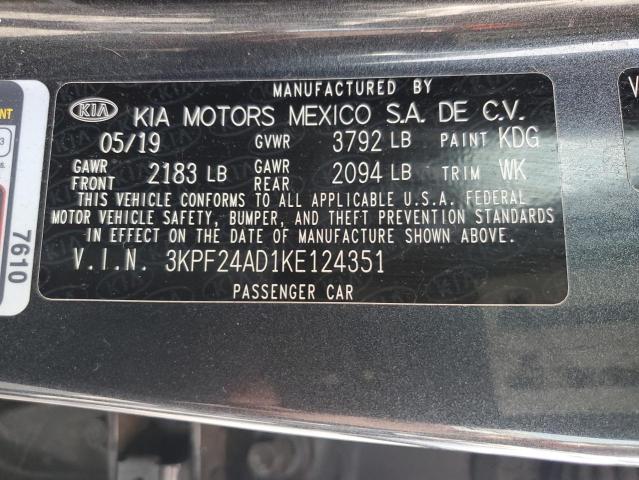 MANUFACTURED BY
KIA KIA MOTORS MEXICO S.A. DE C.V.
05/19 GVWR 3792 LB PAINT KDG
GAWR FRONT 2183 LB GAWR REAR 2094 LB TRIM WK
THIS VEHICLE CONFORMS TO ALL APPLICABLE U.S.A. FEDERAL
MOTOR VEHICLE SAFETY, BUMPER, AND THEFT PREVENTION STANDARDS
IN EFFECT ON THE DATE OF MANUFACTURE SHOWN ABOVE.
V.I.N. 3KPF24AD1KE124351
PASSENGER CAR
7610